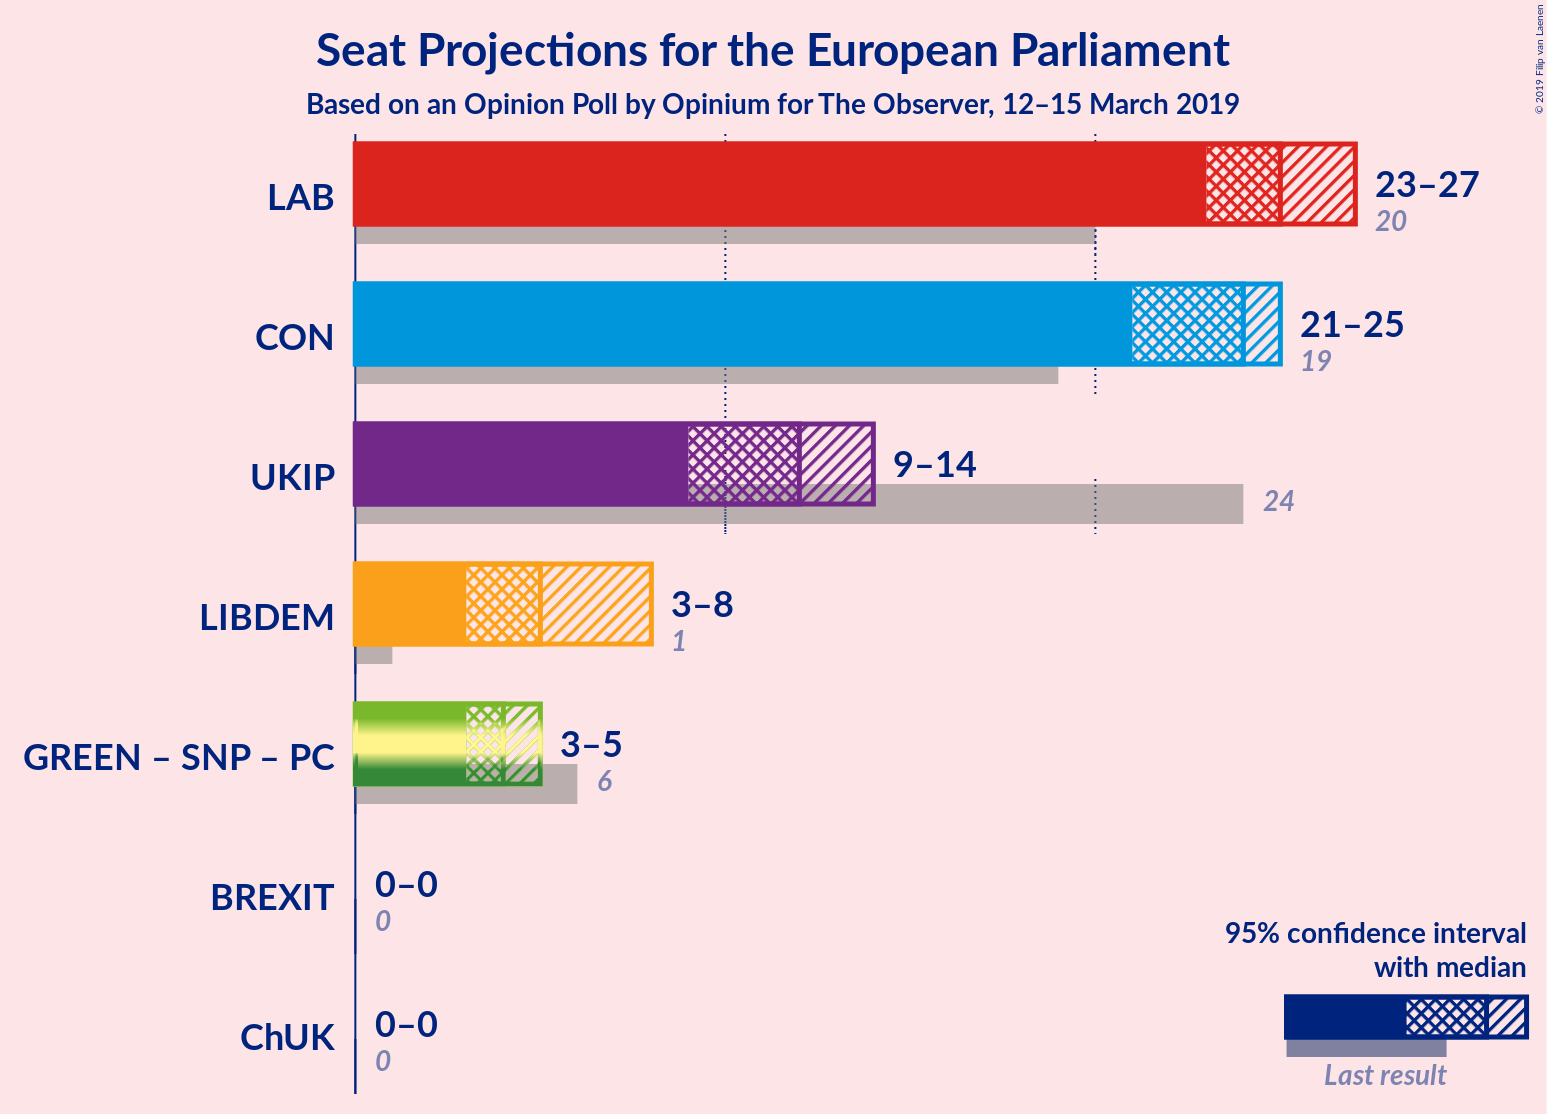 Seat Projections for the European Parliament
Based on an Opinion Poll by Opinium for The Observer, 12–15 March 2019
© 2019 Filip van Laenen
LAB
23–27
20
CON
21–25
19
UKIP
9–14
24
LIBDEM
3–8
1
GREEN – SNP – PC
3–5
6
BREXIT
0–0
0
ChUK
0–0
0
95% confidence interval
with median
Last result